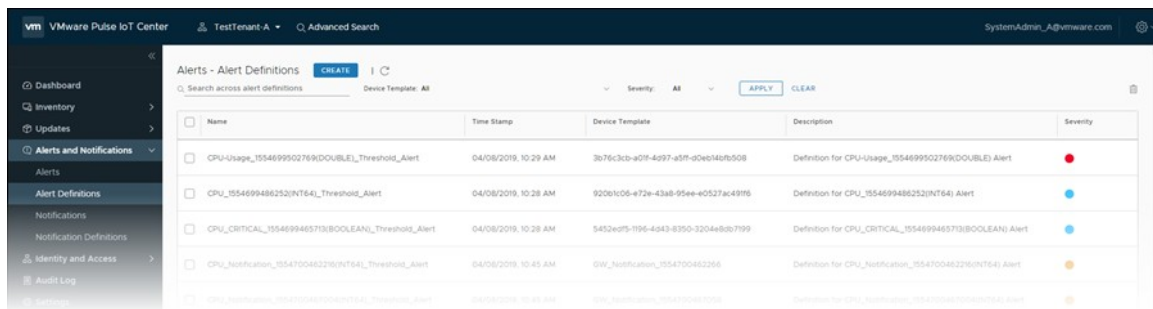 vm VMware Pulse IoT Center TestTenant-A Advanced Search SystemAdmin_A@vmware.com
Dashboard
Inventory
Updates
Alerts and Notifications
Alerts
Alert Definitions
Notifications
Notification Definitions
Identity and Access
Audit Log
Settings
Alerts - Alert Definitions CREATE
Search across alert definitions Device Template: All Severity: All APPLY CLEAR
Name Time Stamp Device Template Description Severity
CPU-Usage_1554699502769(DOUBLE)_Threshold_Alert 04/08/2019, 10:29 AM 3b76c3cb-a01f-4d97-a5ff-d0eb14bfb508 Definition for CPU-Usage_1554699502769(DOUBLE) Alert
CPU_1554699486252(INT64)_Threshold_Alert 04/08/2019, 10:28 AM 920b1c06-e72e-43a8-95ee-e0527ac491f6 Definition for CPU_1554699486252(INT64) Alert
CPU_CRITICAL_1554699465713(BOOLEAN)_Threshold_Alert 04/08/2019, 10:28 AM 5452edf5-1196-4d43-8350-3204e8db7199 Definition for CPU_CRITICAL_1554699465713(BOOLEAN) Alert
CPU_Notification_1554700462216(INT64)_Threshold_Alert 04/08/2019, 10:45 AM GW_Notification_1554700462266 Definition for CPU_Notification_1554700462216(INT64) Alert